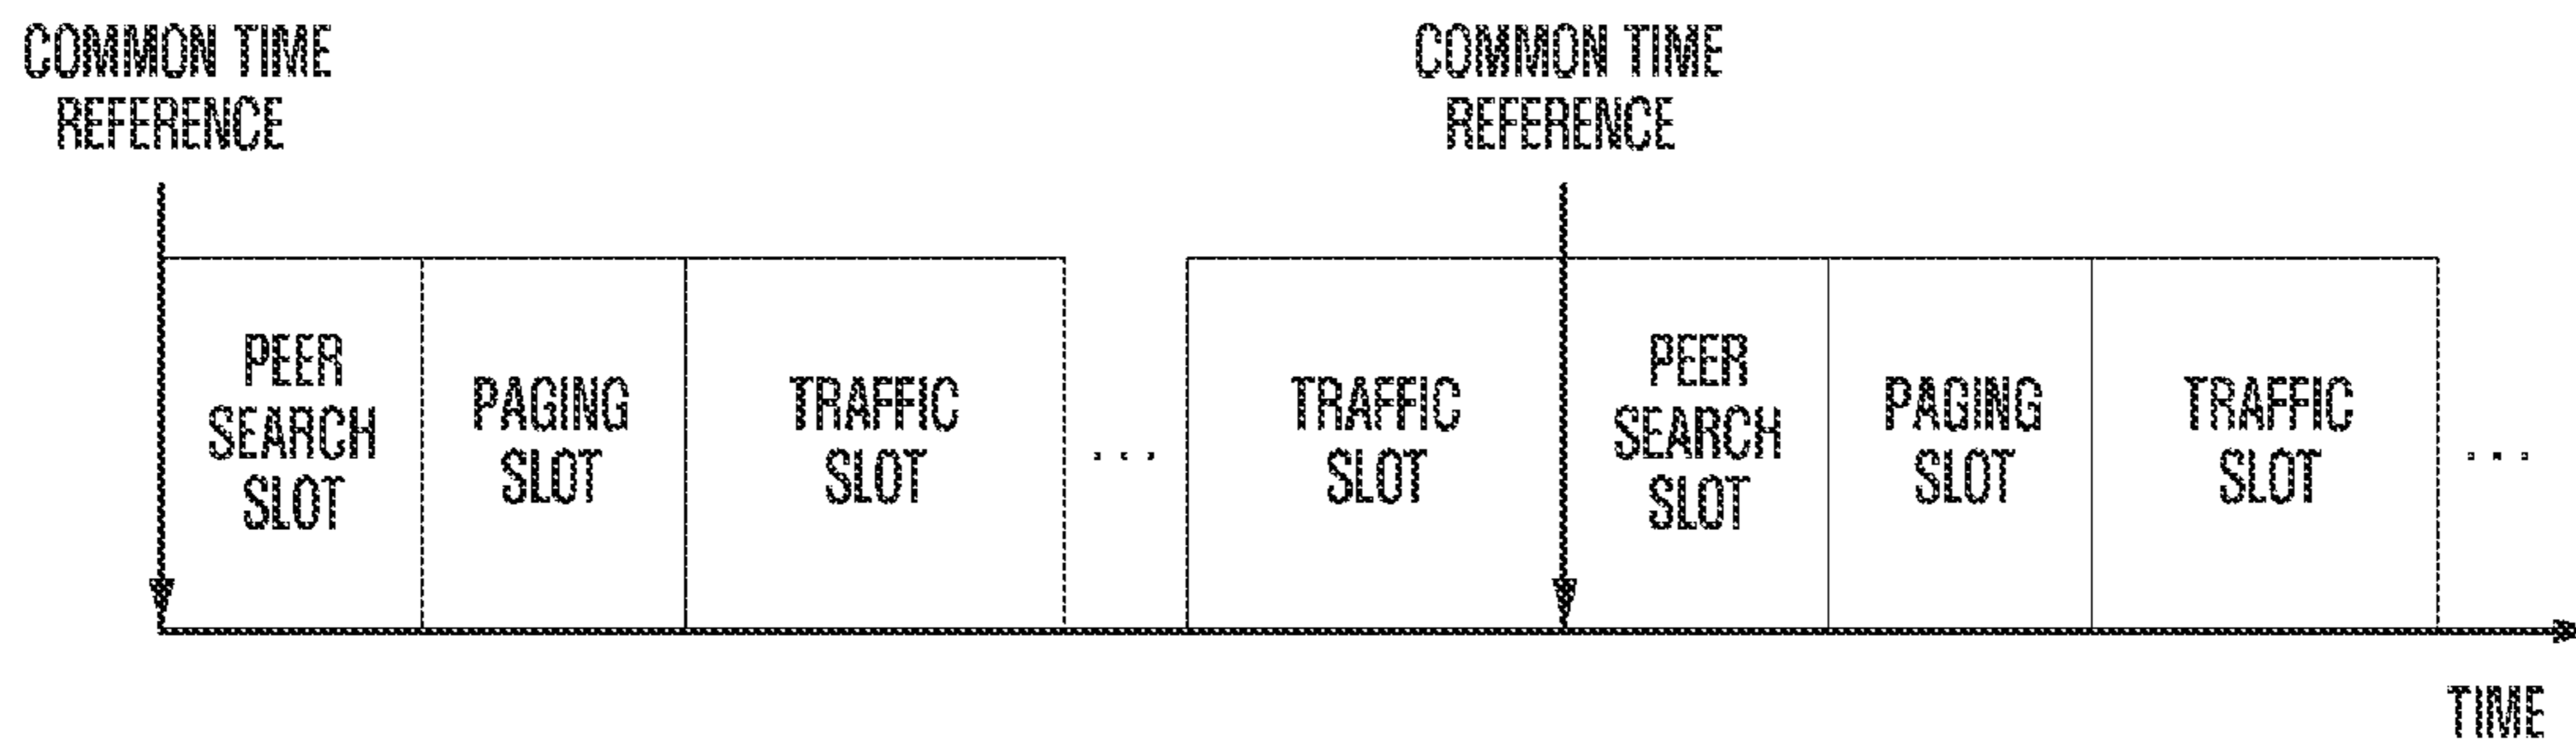 COMMON TIME
REFERENCE
COMMON TIME
REFERENCE
PEER
SEARCH
SLOT
PAGING
SLOT
TRAFFIC
SLOT
...
TRAFFIC
SLOT
PEER
SEARCH
SLOT
PAGING
SLOT
TRAFFIC
SLOT
...
TIME